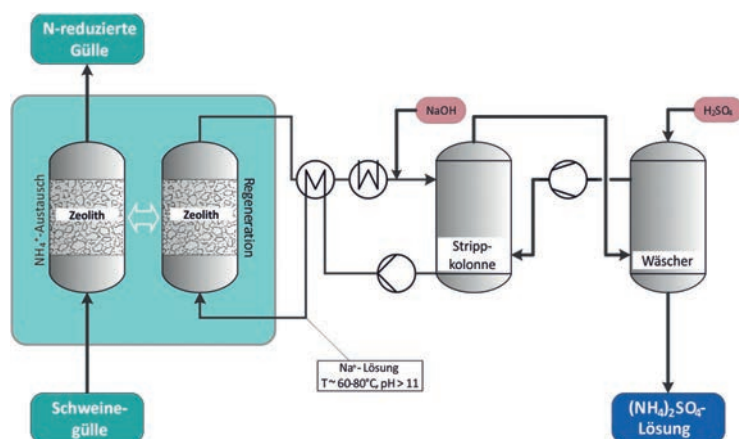 N-reduzierte
Gülle
NaOH
H₂SO₄
NH₄⁺-Austausch
Zeolith
Zeolith
Regeneration
Stripp-
kolonne
Wäscher
Na⁺- Lösung
T~ 60-80°C, pH > 11
Schweine-
gülle
(NH₄)₂SO₄-
Lösung